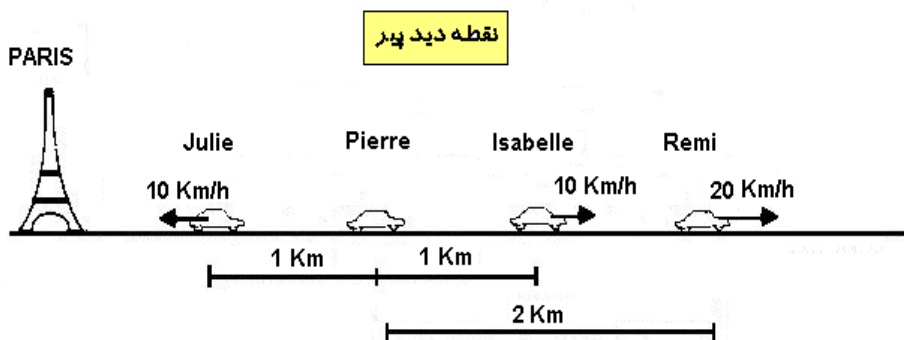 نقطه دید پیر
PARIS
Julie Pierre Isabelle Remi
10 Km/h 10 Km/h 20 Km/h
1 Km 1 Km
2 Km